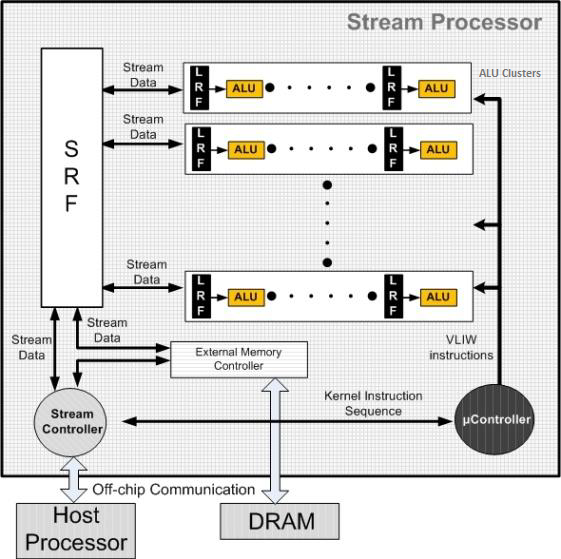 Stream Processor
ALU Clusters
Stream
Data
L
R
F
ALU
L
R
F
ALU
Stream
Data
L
R
F
ALU
L
R
F
ALU
S
R
F
Stream
Data
L
R
F
ALU
L
R
F
ALU
Stream
Data
Stream
Data
External Memory
Controller
VLIW
instructions
Stream
Controller
Kernel Instruction
Sequence
µController
Off-chip Communication
Host
Processor
DRAM